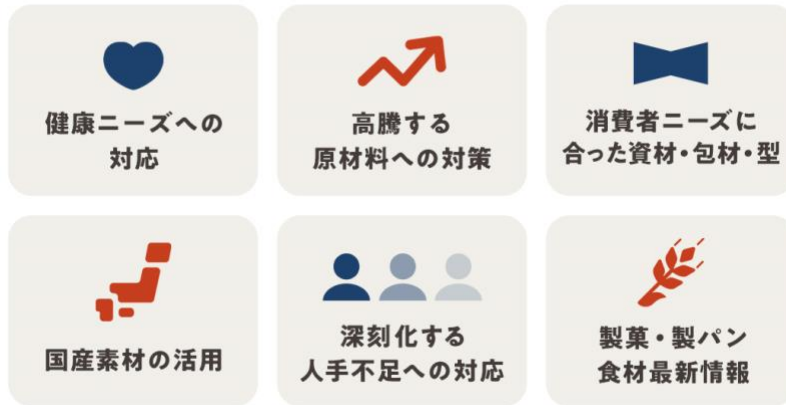 健康ニーズへの
対応
高騰する
原材料への対策
消費者ニーズに
合った資材・包材・型
国産素材の活用
深刻化する
人手不足への対応
製菓・製パン
食材最新情報